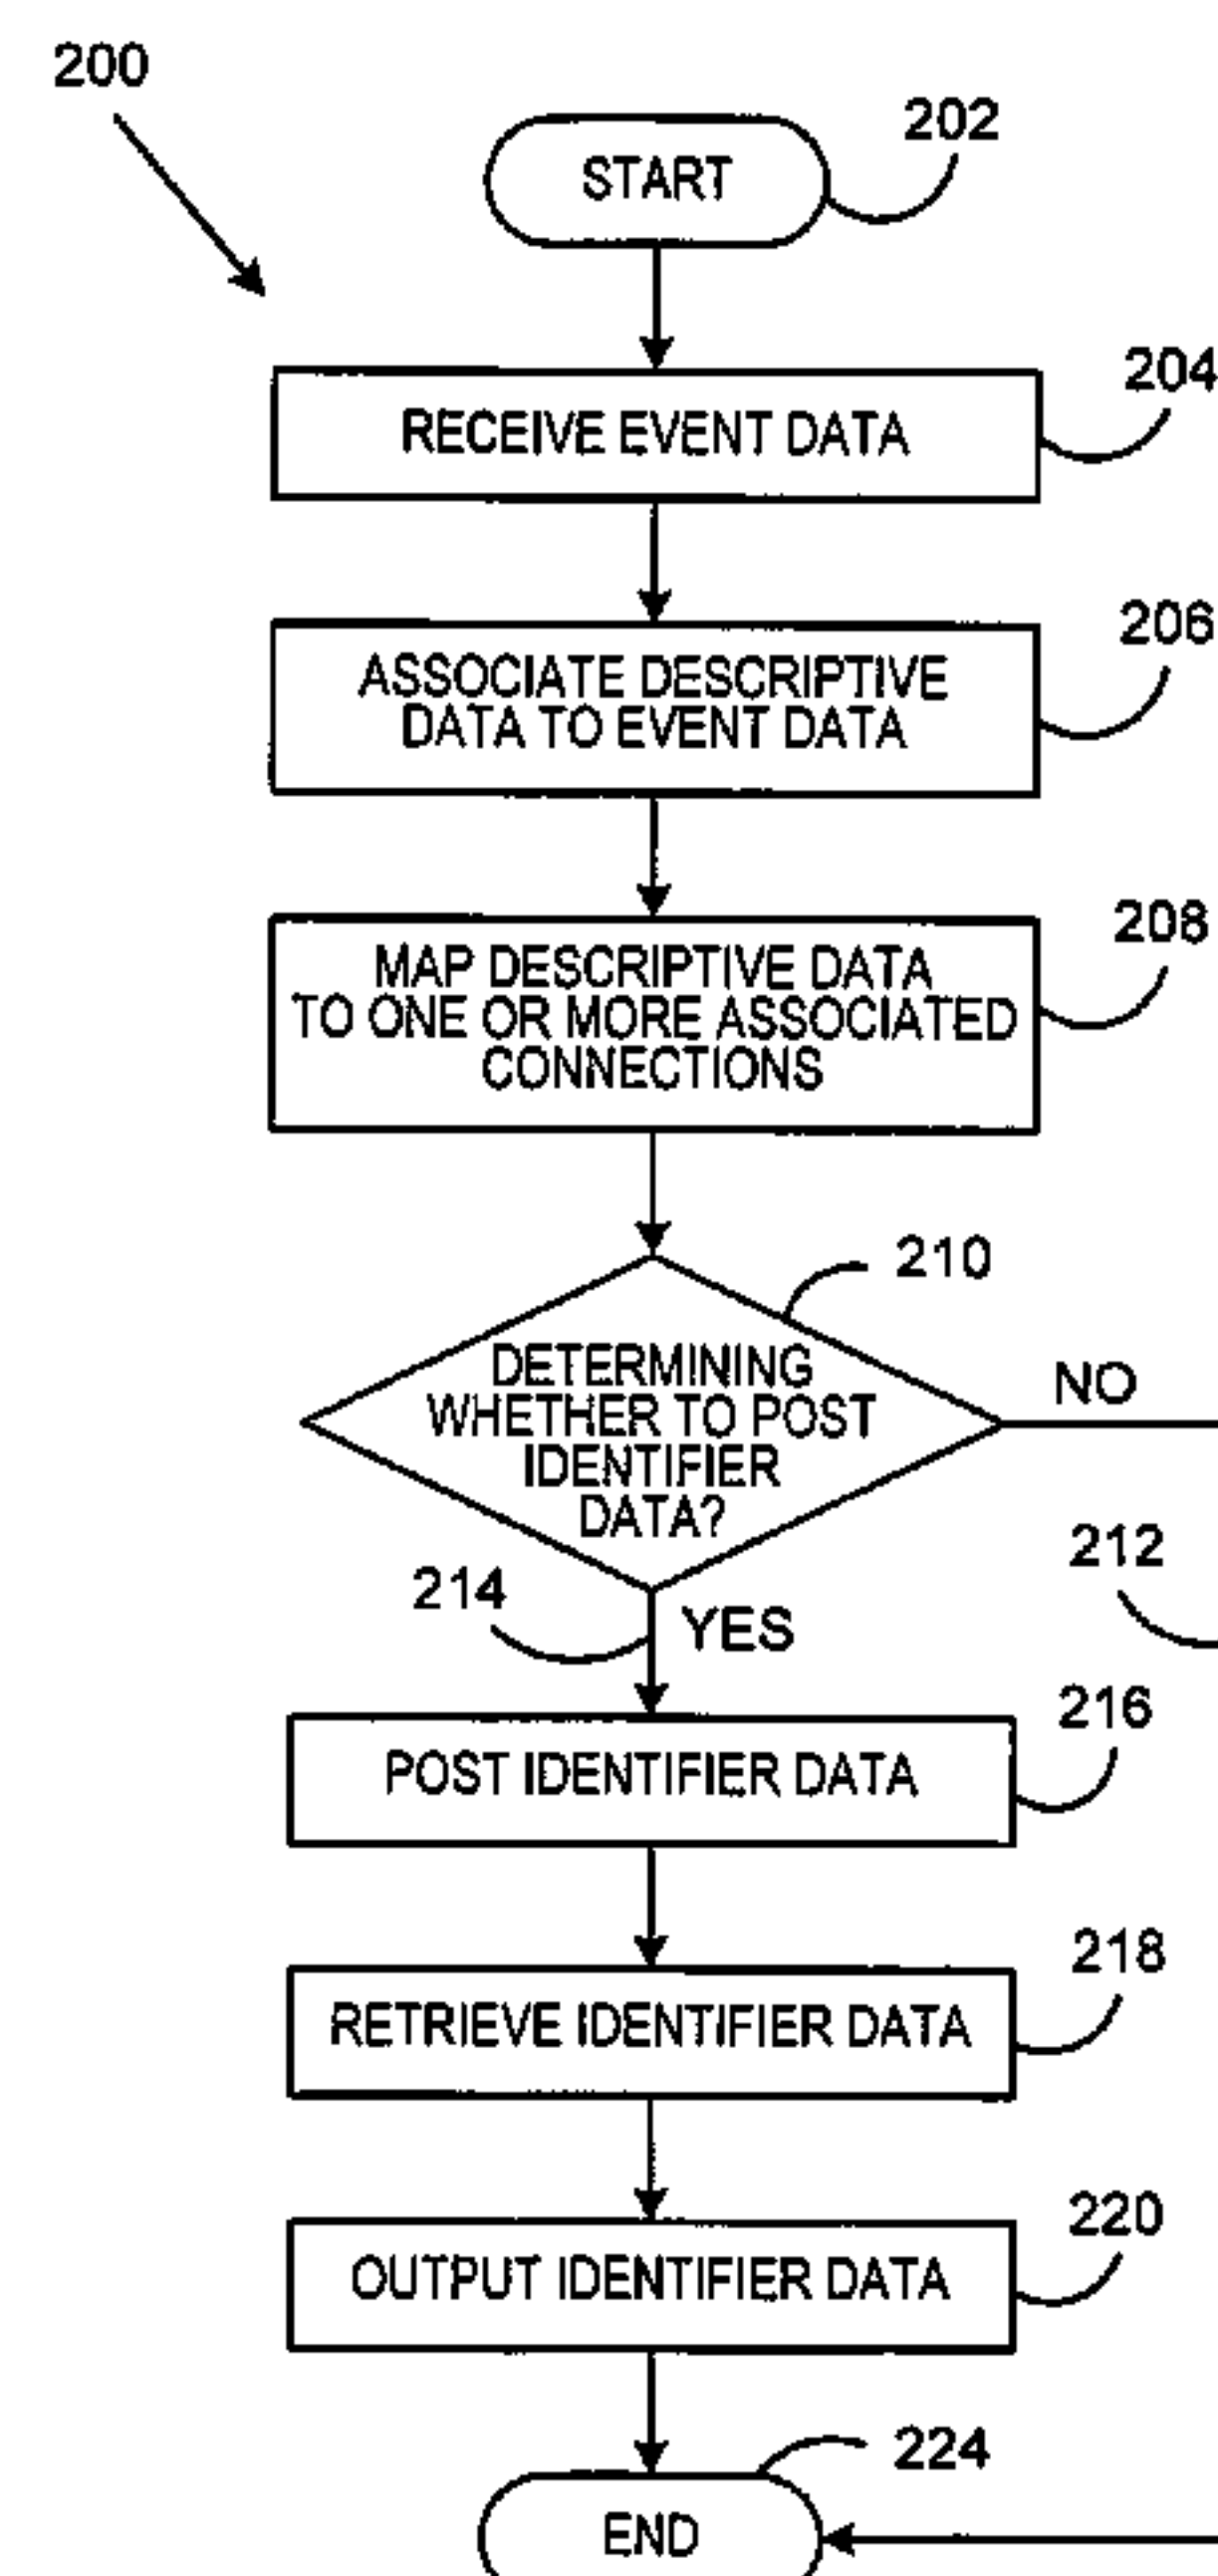 200
202
START
204
RECEIVE EVENT DATA
206
ASSOCIATE DESCRIPTIVE
DATA TO EVENT DATA
208
MAP DESCRIPTIVE DATA
TO ONE OR MORE ASSOCIATED
CONNECTIONS
210
DETERMINING
WHETHER TO POST
IDENTIFIER
DATA?
NO
212
214
YES
216
POST IDENTIFIER DATA
218
RETRIEVE IDENTIFIER DATA
220
OUTPUT IDENTIFIER DATA
224
END